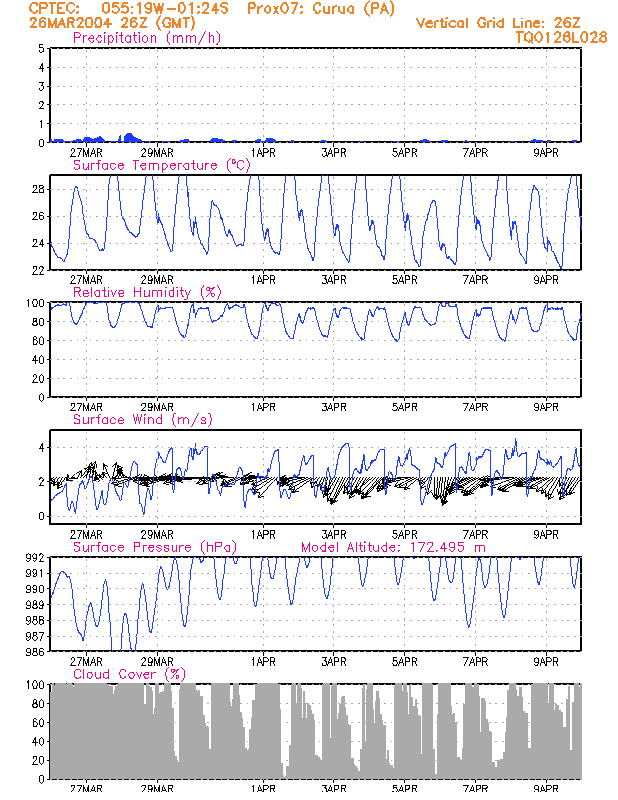 CPTEC: 055:19W-01:24S Prox07: Curua (PA)
26MAR2004 26Z (GMT) Vertical Grid Line: 26Z
Precipitation (mm/h) TQ0126L028
5
4
3
2
1
0
27MAR 29MAR 1APR 3APR 5APR 7APR 9APR
Surface Temperature (ºC)
28
26
24
22
27MAR 29MAR 1APR 3APR 5APR 7APR 9APR
Relative Humidity (%)
100
80
60
40
20
0
27MAR 29MAR 1APR 3APR 5APR 7APR 9APR
Surface Wind (m/s)
4
2
0
27MAR 29MAR 1APR 3APR 5APR 7APR 9APR
Surface Pressure (hPa) Model Altitude: 172.495 m
992
991
990
989
988
987
986
27MAR 29MAR 1APR 3APR 5APR 7APR 9APR
Cloud Cover (%)
100
80
60
40
20
0
27MAR 29MAR 1APR 3APR 5APR 7APR 9APR